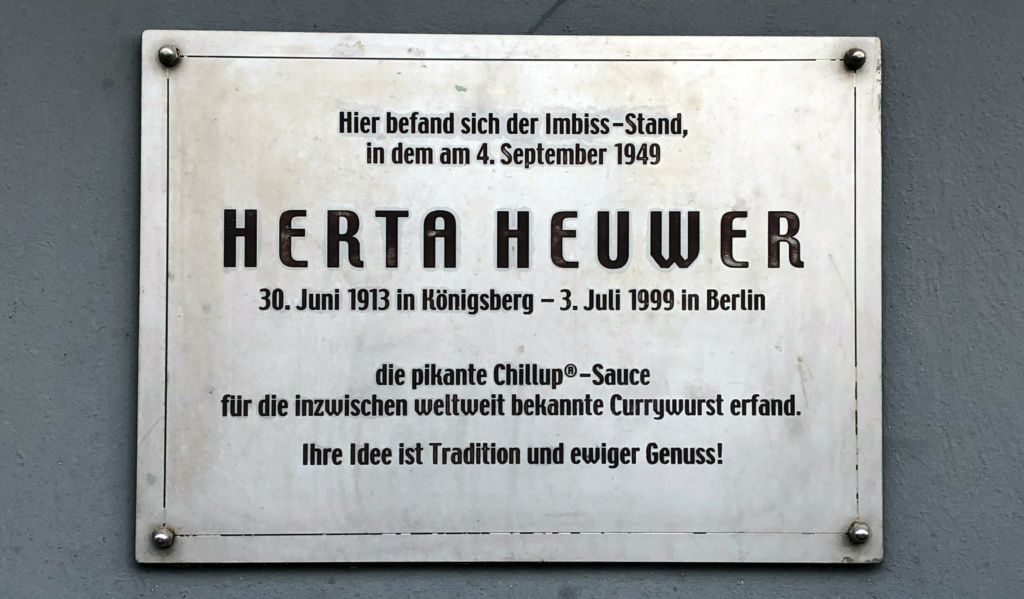 Hier befand sich der Imbiss-Stand,
in dem am 4. September 1949
HERTA HEUWER
30. Juni 1913 in Königsberg – 3. Juli 1999 in Berlin
die pikante Chillup®-Sauce
für die inzwischen weltweit bekannte Currywurst erfand.
Ihre Idee ist Tradition und ewiger Genuss!